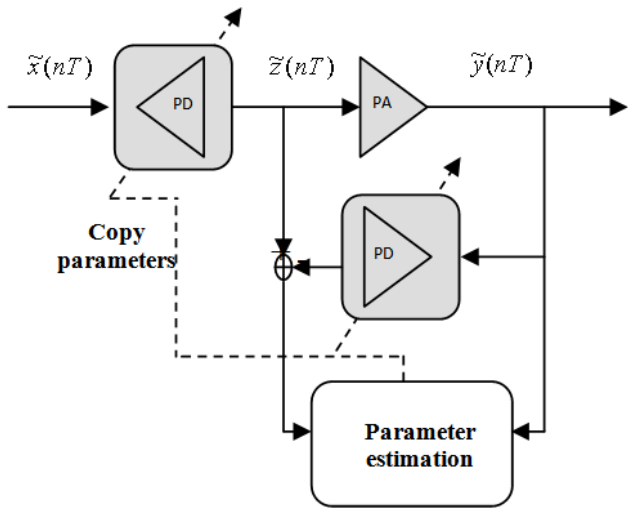 x̃(nT)
z̃(nT)
ỹ(nT)
PD
PA
PD
Copy
parameters
Parameter
estimation